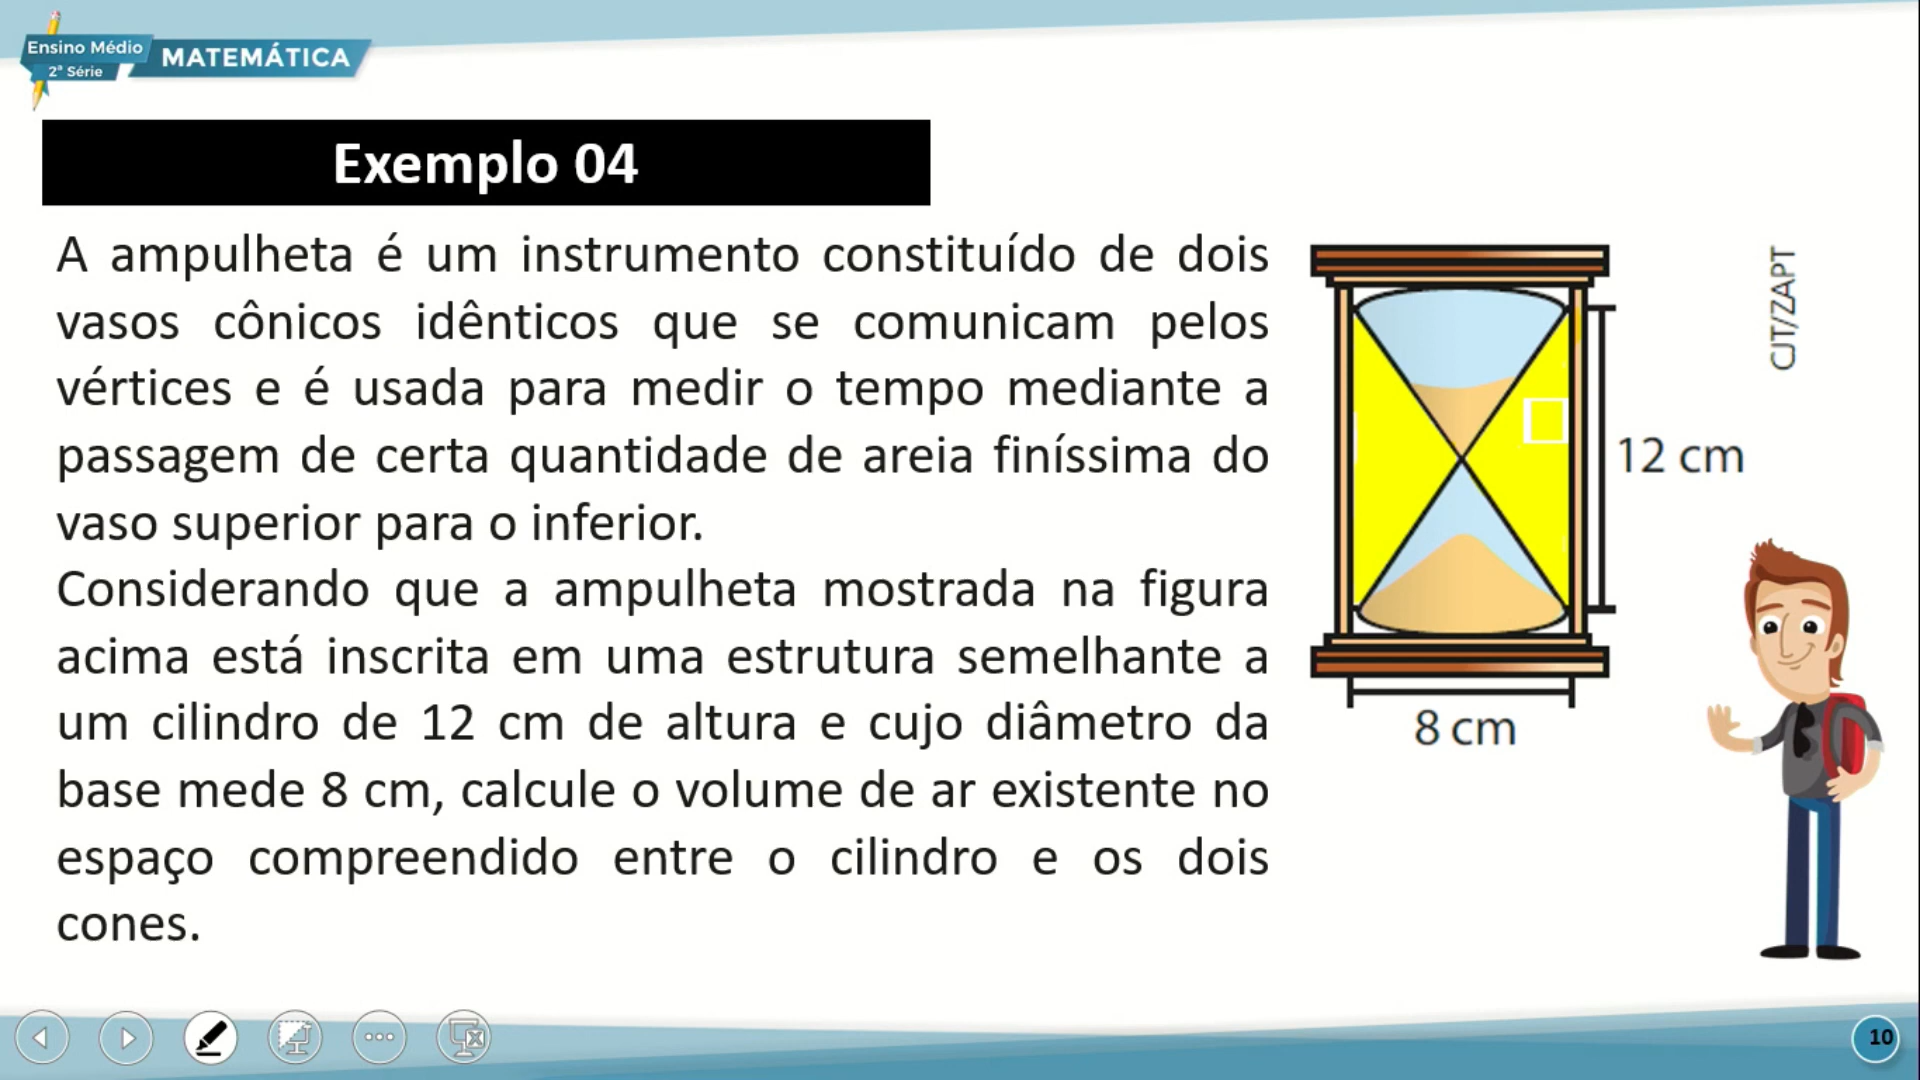 Ensino Médio
2ª Série
MATEMÁTICA
Exemplo 04
A ampulheta é um instrumento constituído de dois
vasos cônicos idênticos que se comunicam pelos
vértices e é usada para medir o tempo mediante a
passagem de certa quantidade de areia finíssima do
vaso superior para o inferior.
Considerando que a ampulheta mostrada na figura
acima está inscrita em uma estrutura semelhante a
um cilindro de 12 cm de altura e cujo diâmetro da
base mede 8 cm, calcule o volume de ar existente no
espaço compreendido entre o cilindro e os dois
cones.
CJT/ZAPT
12 cm
8 cm
10